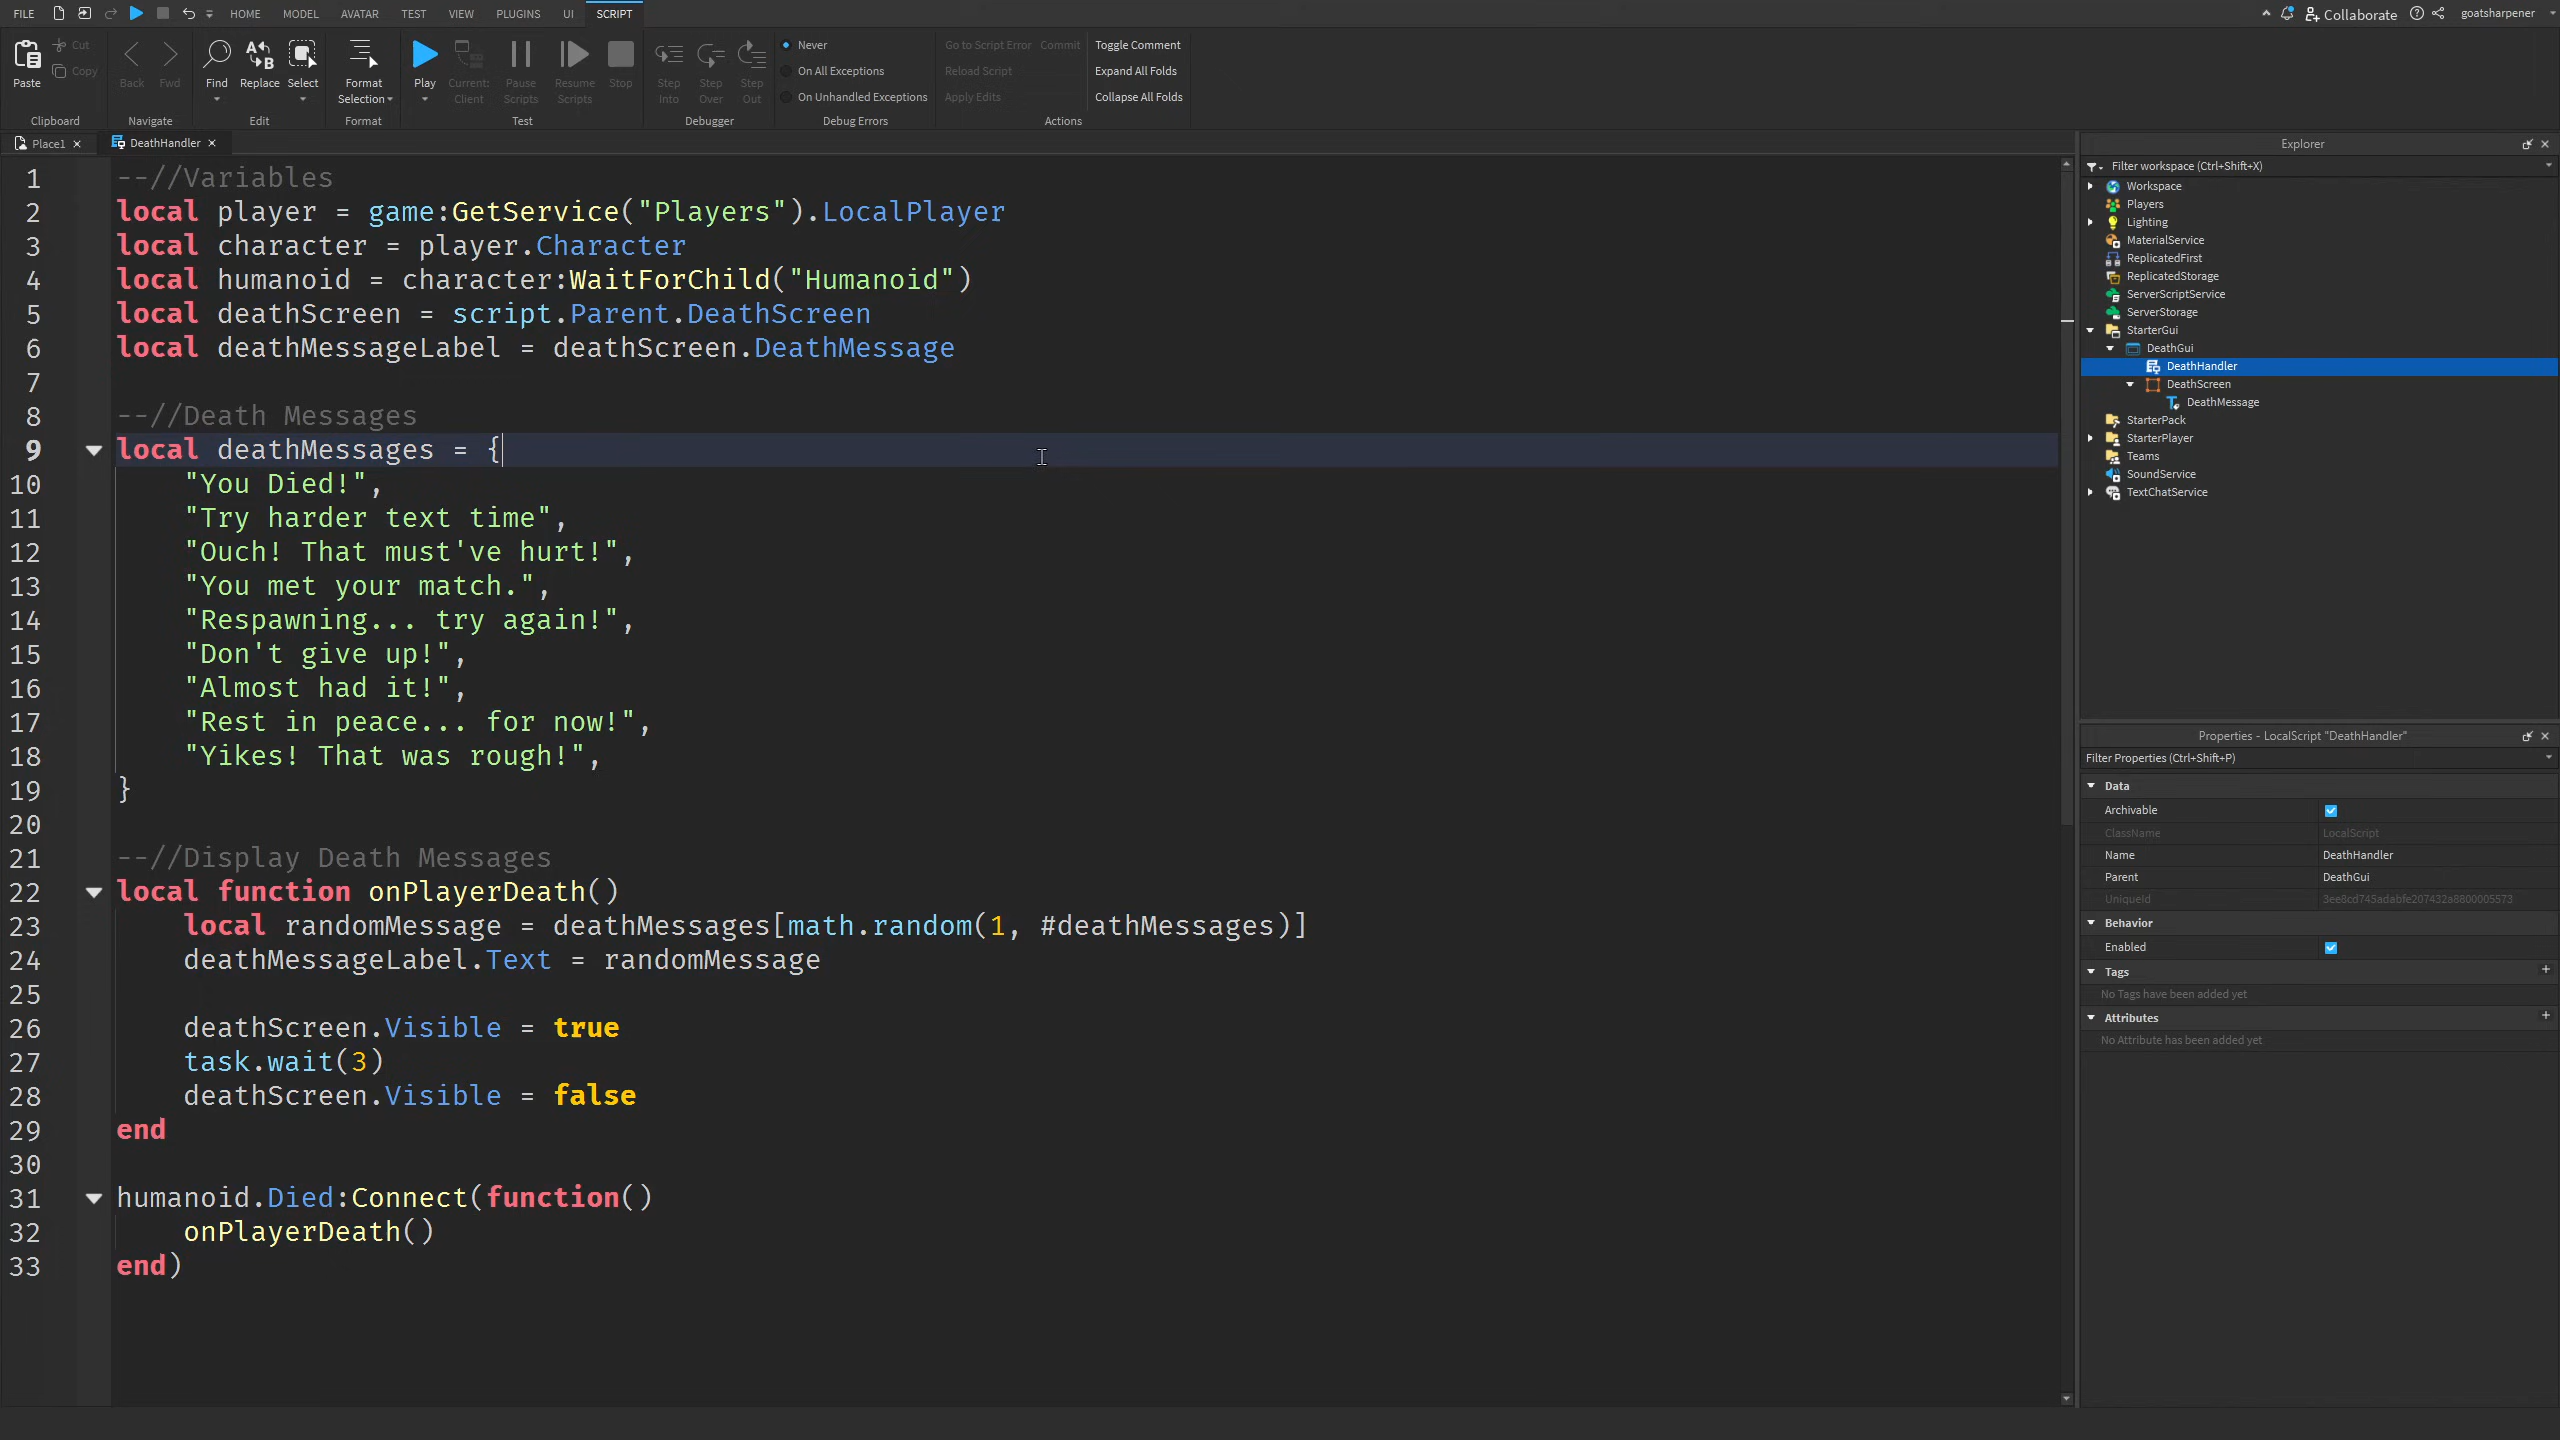 FILE HOME MODEL AVATAR TEST VIEW PLUGINS UI SCRIPT Collaborate goatsharpener
Paste Cut Copy Back Fwd Find Replace Select Format Selection Play Current: Client Pause Scripts Resume Scripts Stop Step Into Step Over Step Out
Never
On All Exceptions
On Unhandled Exceptions
Go to Script Error Commit
Reload Script
Apply Edits
Toggle Comment
Expand All Folds
Collapse All Folds
Clipboard Navigate Edit Format Test Debugger Debug Errors Actions
Place1 DeathHandler
1 --//Variables
2 local player = game:GetService("Players").LocalPlayer
3 local character = player.Character
4 local humanoid = character:WaitForChild("Humanoid")
5 local deathScreen = script.Parent.DeathScreen
6 local deathMessageLabel = deathScreen.DeathMessage
7
8 --//Death Messages
9 local deathMessages = {
10 "You Died!",
11 "Try harder text time",
12 "Ouch! That must've hurt!",
13 "You met your match.",
14 "Respawning... try again!",
15 "Don't give up!",
16 "Almost had it!",
17 "Rest in peace... for now!",
18 "Yikes! That was rough!",
19 }
20
21 --//Display Death Messages
22 local function onPlayerDeath()
23 local randomMessage = deathMessages[math.random(1, #deathMessages)]
24 deathMessageLabel.Text = randomMessage
25
26 deathScreen.Visible = true
27 task.wait(3)
28 deathScreen.Visible = false
29 end
30
31 humanoid.Died:Connect(function()
32 onPlayerDeath()
33 end)
Explorer
Filter workspace (Ctrl+Shift+X)
Workspace
Players
Lighting
MaterialService
ReplicatedFirst
ReplicatedStorage
ServerScriptService
ServerStorage
StarterGui
DeathGui
DeathHandler
DeathScreen
DeathMessage
StarterPack
StarterPlayer
Teams
SoundService
TextChatService
Properties - LocalScript "DeathHandler"
Filter Properties (Ctrl+Shift+P)
Data
Archivable
ClassName LocalScript
Name DeathHandler
Parent DeathGui
UniqueId 3ee8cd745adabfe207432a8800005573
Behavior
Enabled
Tags +
No Tags have been added yet
Attributes +
No Attribute has been added yet